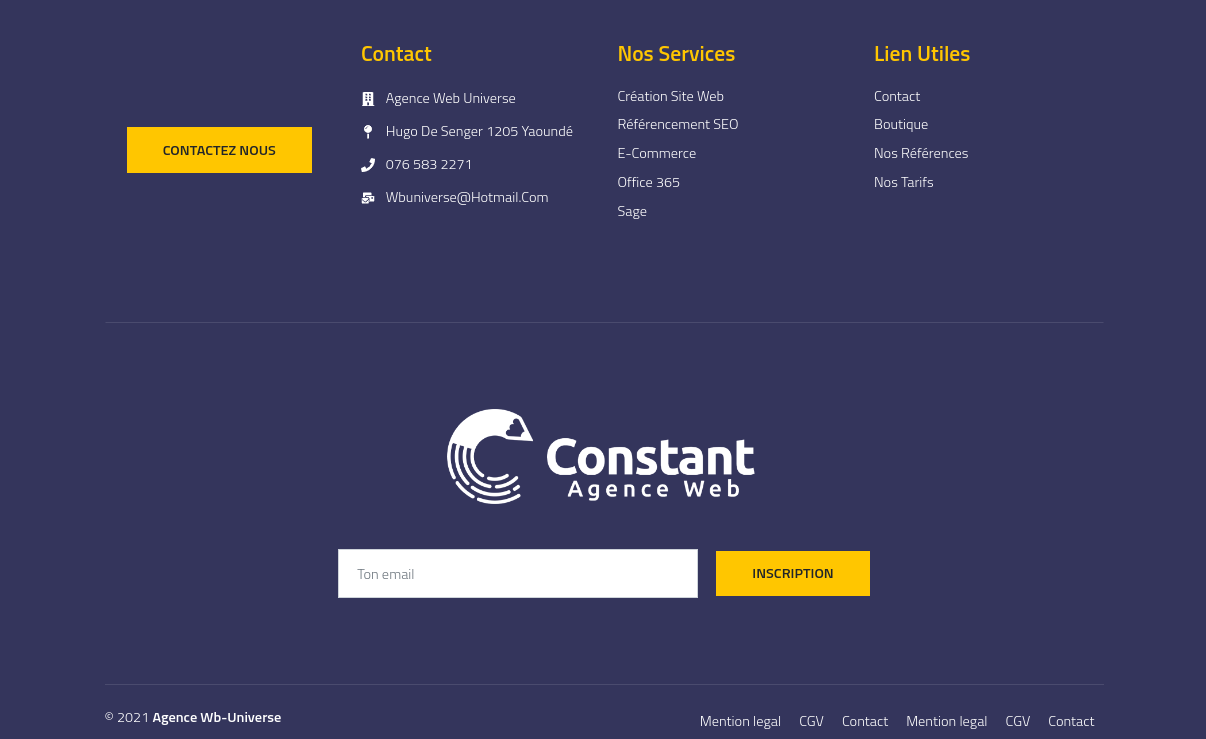 CONTACTEZ NOUS
Contact
Agence Web Universe
Hugo De Senger 1205 Yaoundé
076 583 2271
Wbuniverse@Hotmail.Com
Nos Services
Création Site Web
Référencement SEO
E-Commerce
Office 365
Sage
Lien Utiles
Contact
Boutique
Nos Références
Nos Tarifs
Constant
Agence Web
Ton email
INSCRIPTION
© 2021 Agence Wb-Universe
Mention legal CGV Contact Mention legal CGV Contact